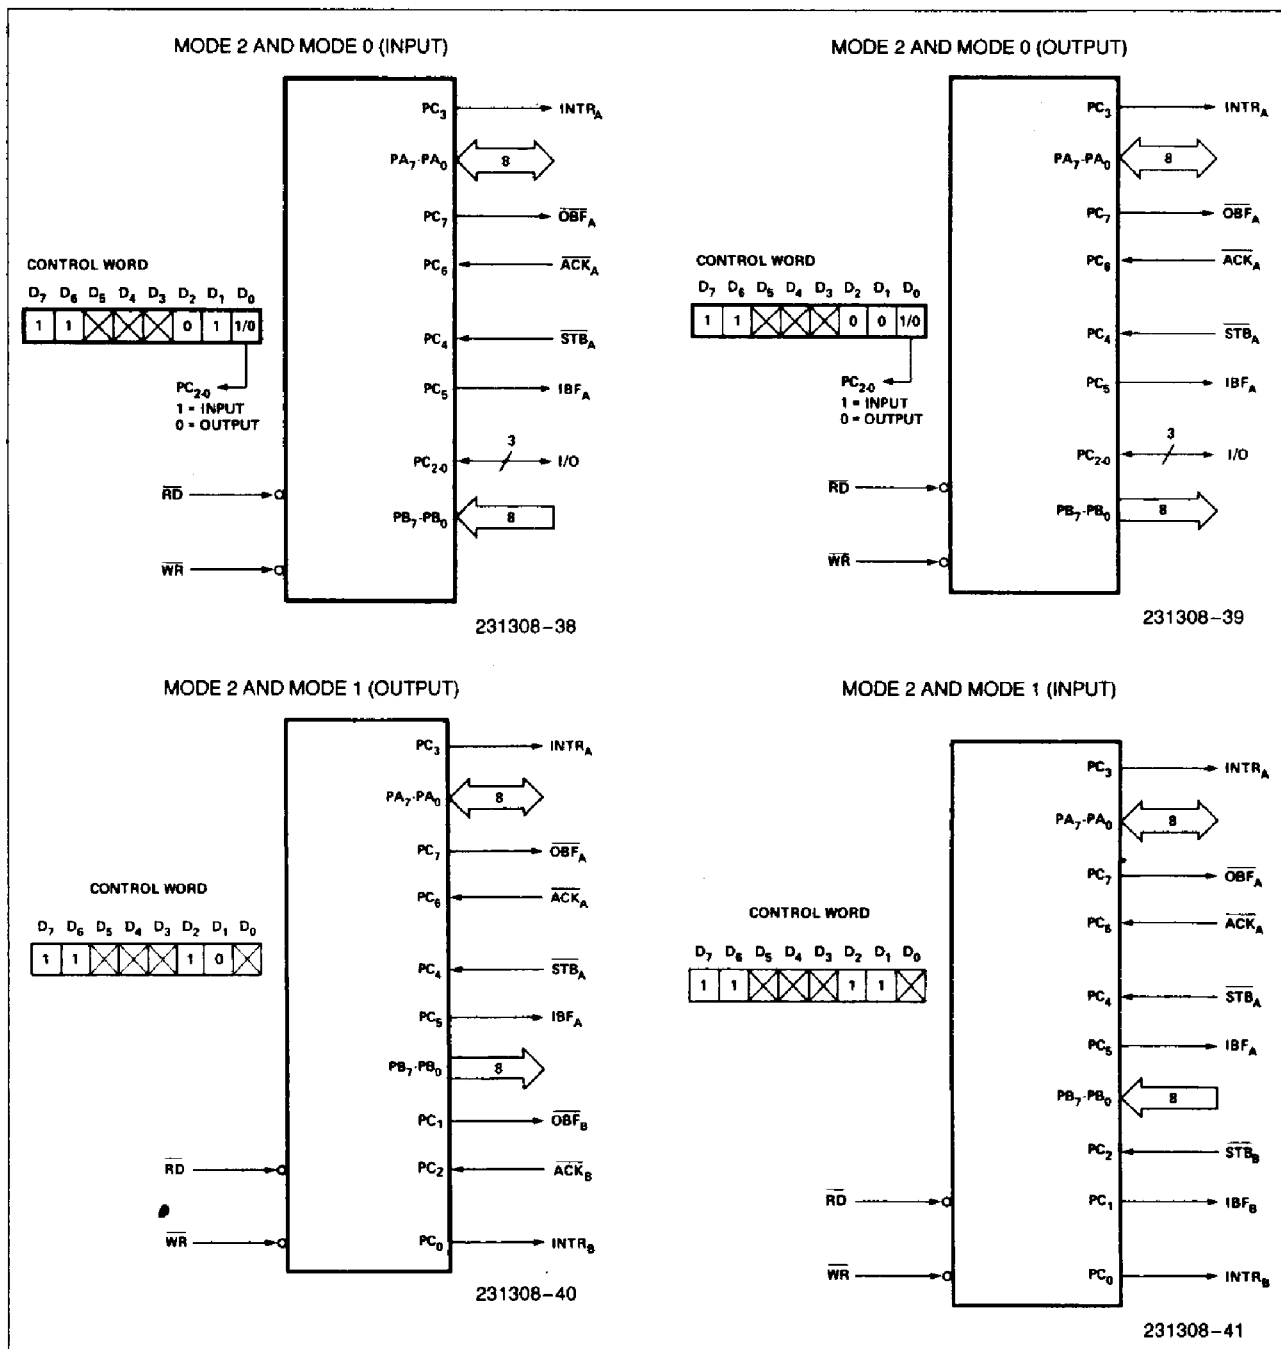 MODE 2 AND MODE 0 (INPUT)
PC3 INTRA
PA7-PA0 8
PC7 OBFA
CONTROL WORD
PC6 ACKA
D7 D6 D5 D4 D3 D2 D1 D0
1 1 0 1 1/0
PC4 STBA
PC2-0
1 = INPUT
0 = OUTPUT
PC5 IBFA
3
PC2-0 I/O
RD
PB7-PB0 8
WR
231308-38
MODE 2 AND MODE 0 (OUTPUT)
PC3 INTRA
PA7-PA0 8
PC7 OBFA
CONTROL WORD
PC6 ACKA
D7 D6 D5 D4 D3 D2 D1 D0
1 1 0 0 1/0
PC4 STBA
PC2-0
1 = INPUT
0 = OUTPUT
PC5 IBFA
3
PC2-0 I/O
RD
PB7-PB0 8
WR
231308-39
MODE 2 AND MODE 1 (OUTPUT)
PC3 INTRA
PA7-PA0 8
PC7 OBFA
CONTROL WORD
PC6 ACKA
D7 D6 D5 D4 D3 D2 D1 D0
1 1 1 0
PC4 STBA
PC5 IBFA
PB7-PB0 8
PC1 OBFB
RD
PC2 ACKB
WR
PC0 INTRB
231308-40
MODE 2 AND MODE 1 (INPUT)
PC3 INTRA
PA7-PA0 8
PC7 OBFA
CONTROL WORD
PC6 ACKA
D7 D6 D5 D4 D3 D2 D1 D0
1 1 1 1
PC4 STBA
PC5 IBFA
PB7-PB0 8
PC2 STBB
RD
PC1 IBFB
WR
PC0 INTRB
231308-41